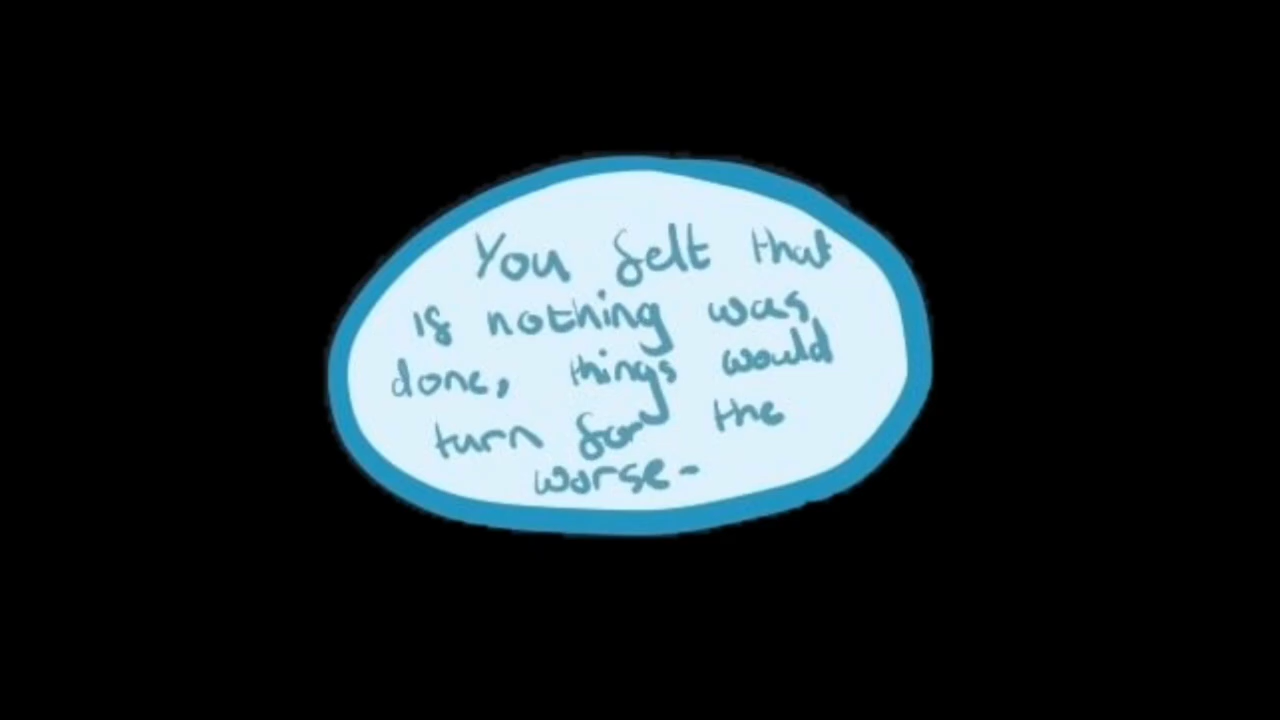 You felt that
if nothing was
done, things would
turn for the
worse-